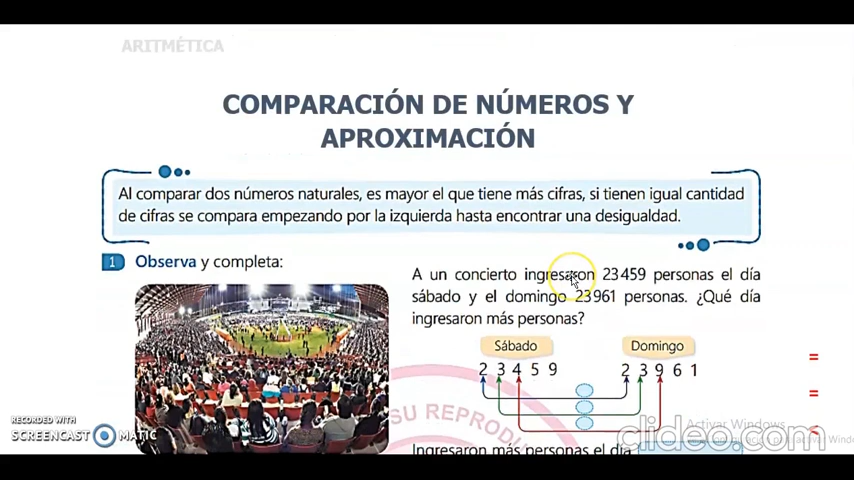 ARITMÉTICA
COMPARACIÓN DE NÚMEROS Y
APROXIMACIÓN
Al comparar dos números naturales, es mayor el que tiene más cifras, si tienen igual cantidad
de cifras se compara empezando por la izquierda hasta encontrar una desigualdad.
1 Observa y completa:
A un concierto ingresaron 23 459 personas el día
sábado y el domingo 23 961 personas. ¿Qué día
ingresaron más personas?
Sábado Domingo
2 3 4 5 9 2 3 9 6 1
=
=
SU REPROD
Activar Windows
clideo.com
RECORDED WITH
SCREENCAST MATIC
Ingresaron más personas el día